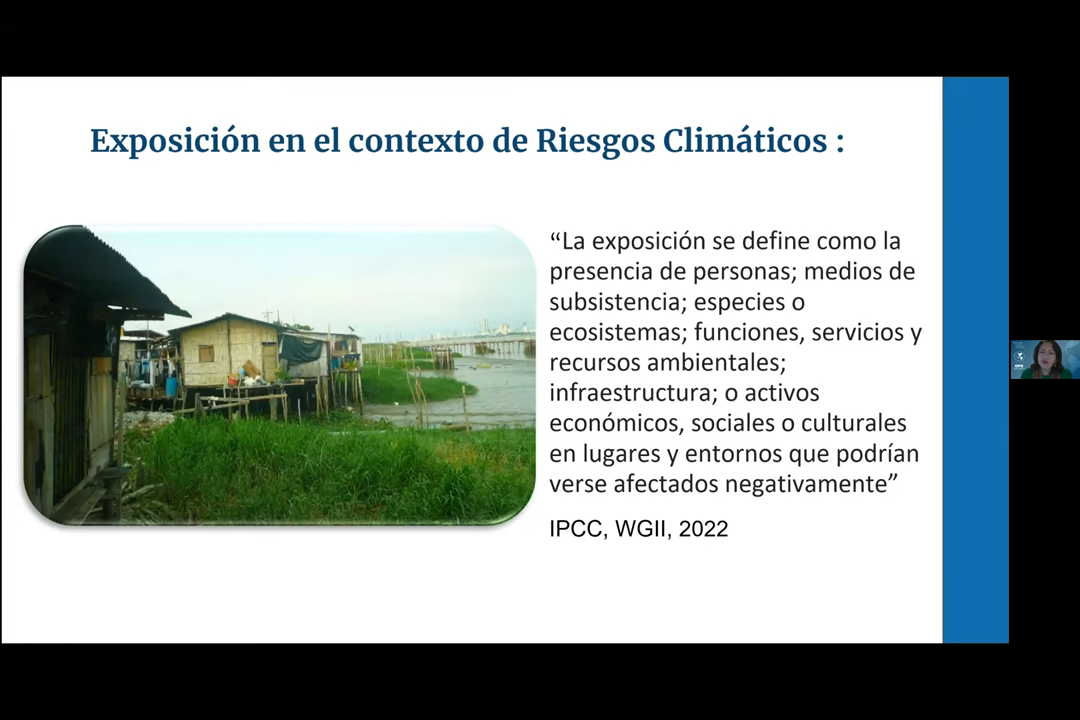 Exposición en el contexto de Riesgos Climáticos :
“La exposición se define como la
presencia de personas; medios de
subsistencia; especies o
ecosistemas; funciones, servicios y
recursos ambientales;
infraestructura; o activos
económicos, sociales o culturales
en lugares y entornos que podrían
verse afectados negativamente”
IPCC, WGII, 2022